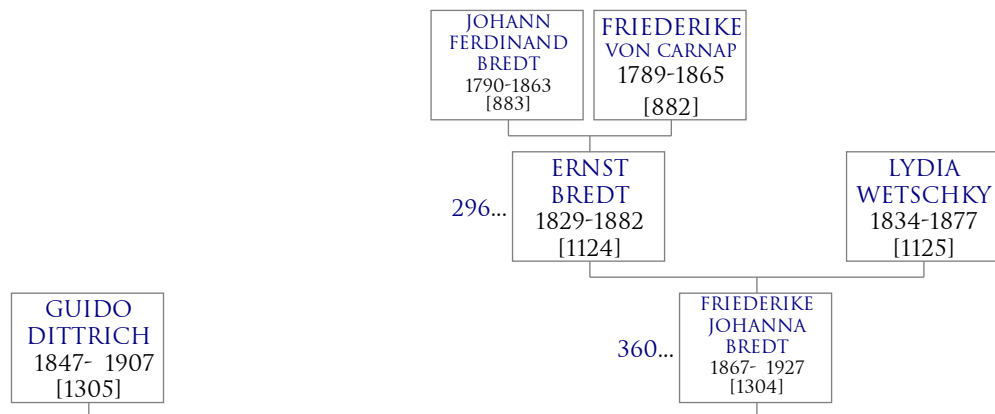 JOHANN
FERDINAND
BREDT
1790-1863
[883]
FRIEDERIKE
VON CARNAP
1789-1865
[882]
296...
ERNST
BREDT
1829-1882
[1124]
LYDIA
WETSCHKY
1834-1877
[1125]
GUIDO
DITTRICH
1847- 1907
[1305]
360...
FRIEDERIKE
JOHANNA
BREDT
1867- 1927
[1304]